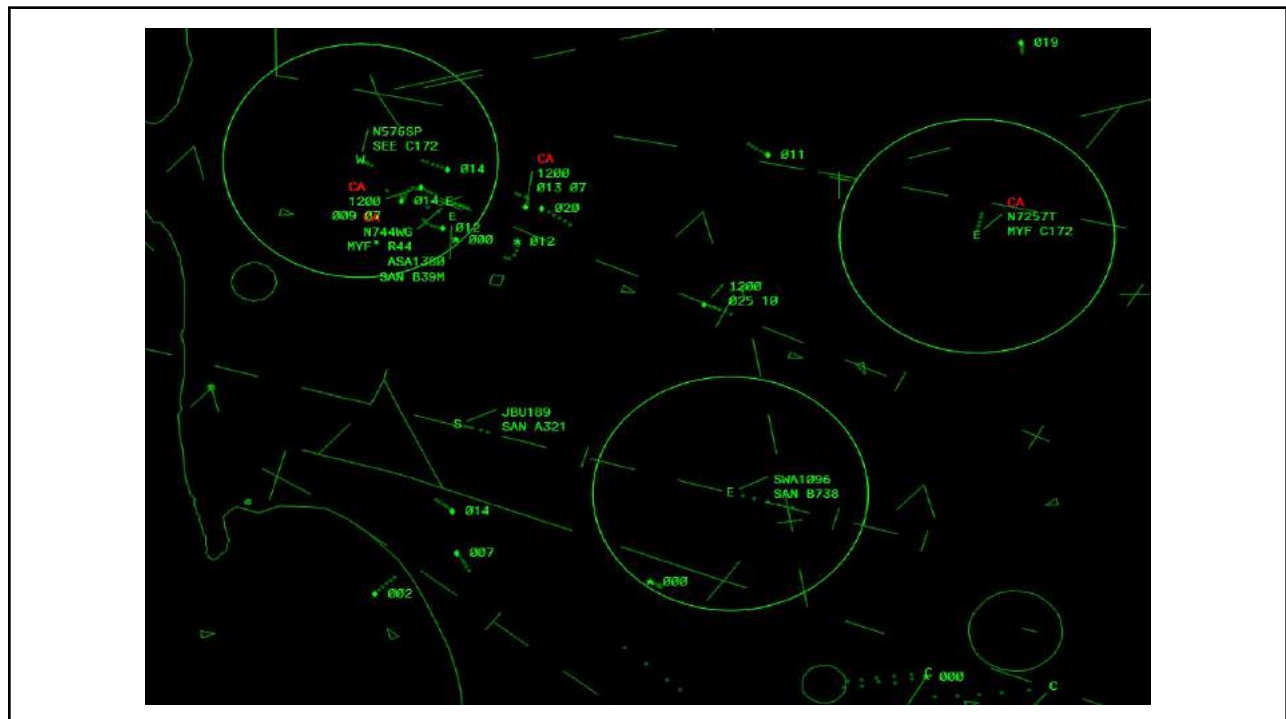 019
N576SP
SEE C172
W
014
CA
1200
013 07
020
011
CA
1200
009 07
014
E
CA
N744WG
MYF* R44
E
012
000
ASA1380
SAN B39M
012
CA
N7257T
MYF C172
E
1200
025 10
JBU189
SAN A321
S
SWA1096
SAN B738
E
014
007
002
000
C
000
C